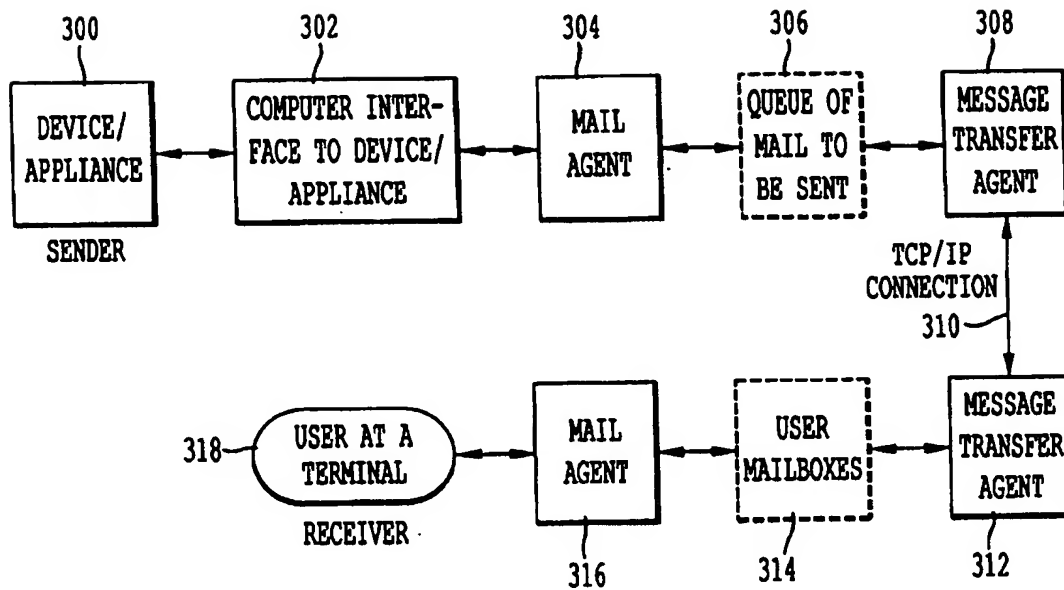 300
302
304
306
308
DEVICE/
APPLIANCE
COMPUTER INTER-
FACE TO DEVICE/
APPLIANCE
MAIL
AGENT
QUEUE OF
MAIL TO
BE SENT
MESSAGE
TRANSFER
AGENT
SENDER
TCP/IP
CONNECTION
310
318
USER AT A
TERMINAL
MAIL
AGENT
USER
MAILBOXES
MESSAGE
TRANSFER
AGENT
RECEIVER
316
314
312